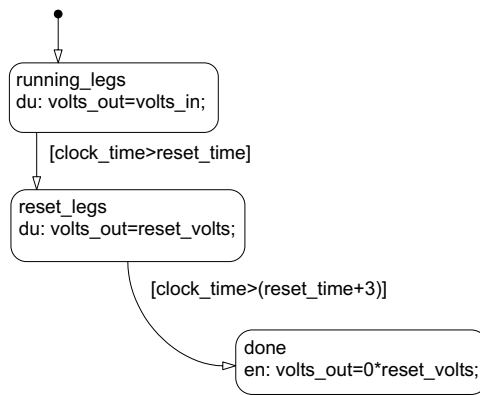 running_legs
du: volts_out=volts_in;
[clock_time>reset_time]
reset_legs
du: volts_out=reset_volts;
[clock_time>(reset_time+3)]
done
en: volts_out=0*reset_volts;